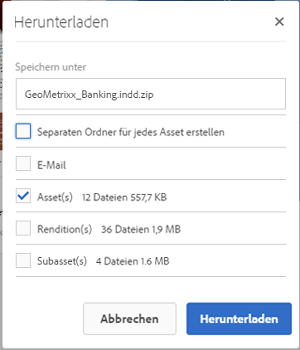 Herunterladen
Speichern unter
GeoMetrixx_Banking.indd.zip
Separaten Ordner für jedes Asset erstellen
E-Mail
Asset(s) 12 Dateien 557,7 KB
Rendition(s) 36 Dateien 1,9 MB
Subasset(s) 4 Dateien 1.6 MB
Abbrechen Herunterladen